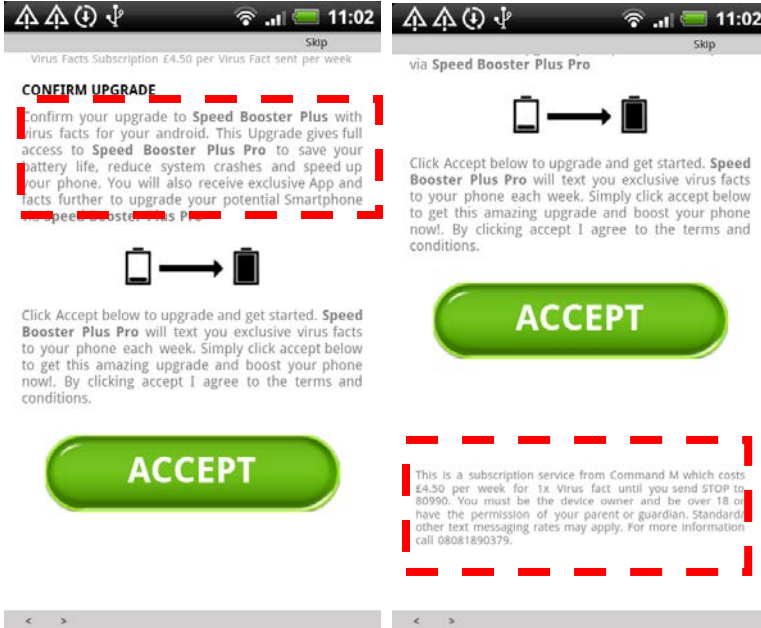 11:02
Skip
Virus Facts Subscription £4.50 per Virus Fact sent per week
CONFIRM UPGRADE
Confirm your upgrade to Speed Booster Plus with
virus facts for your android. This Upgrade gives full
access to Speed Booster Plus Pro to save your
battery life, reduce system crashes and speed up
your phone. You will also receive exclusive App and
facts further to upgrade your potential Smartphone
via Speed Booster Plus Pro
Click Accept below to upgrade and get started. Speed
Booster Plus Pro will text you exclusive virus facts
to your phone each week. Simply click accept below
to get this amazing upgrade and boost your phone
now!. By clicking accept I agree to the terms and
conditions.
ACCEPT
< >
11:02
Skip
via Speed Booster Plus Pro
Click Accept below to upgrade and get started. Speed
Booster Plus Pro will text you exclusive virus facts
to your phone each week. Simply click accept below
to get this amazing upgrade and boost your phone
now!. By clicking accept I agree to the terms and
conditions.
ACCEPT
This is a subscription service from Command M which costs
£4.50 per week for 1x Virus fact until you send STOP to
80990. You must be the device owner and be over 18 or
have the permission of your parent or guardian. Standard/
other text messaging rates may apply. For more information
call 08081890379.
< >